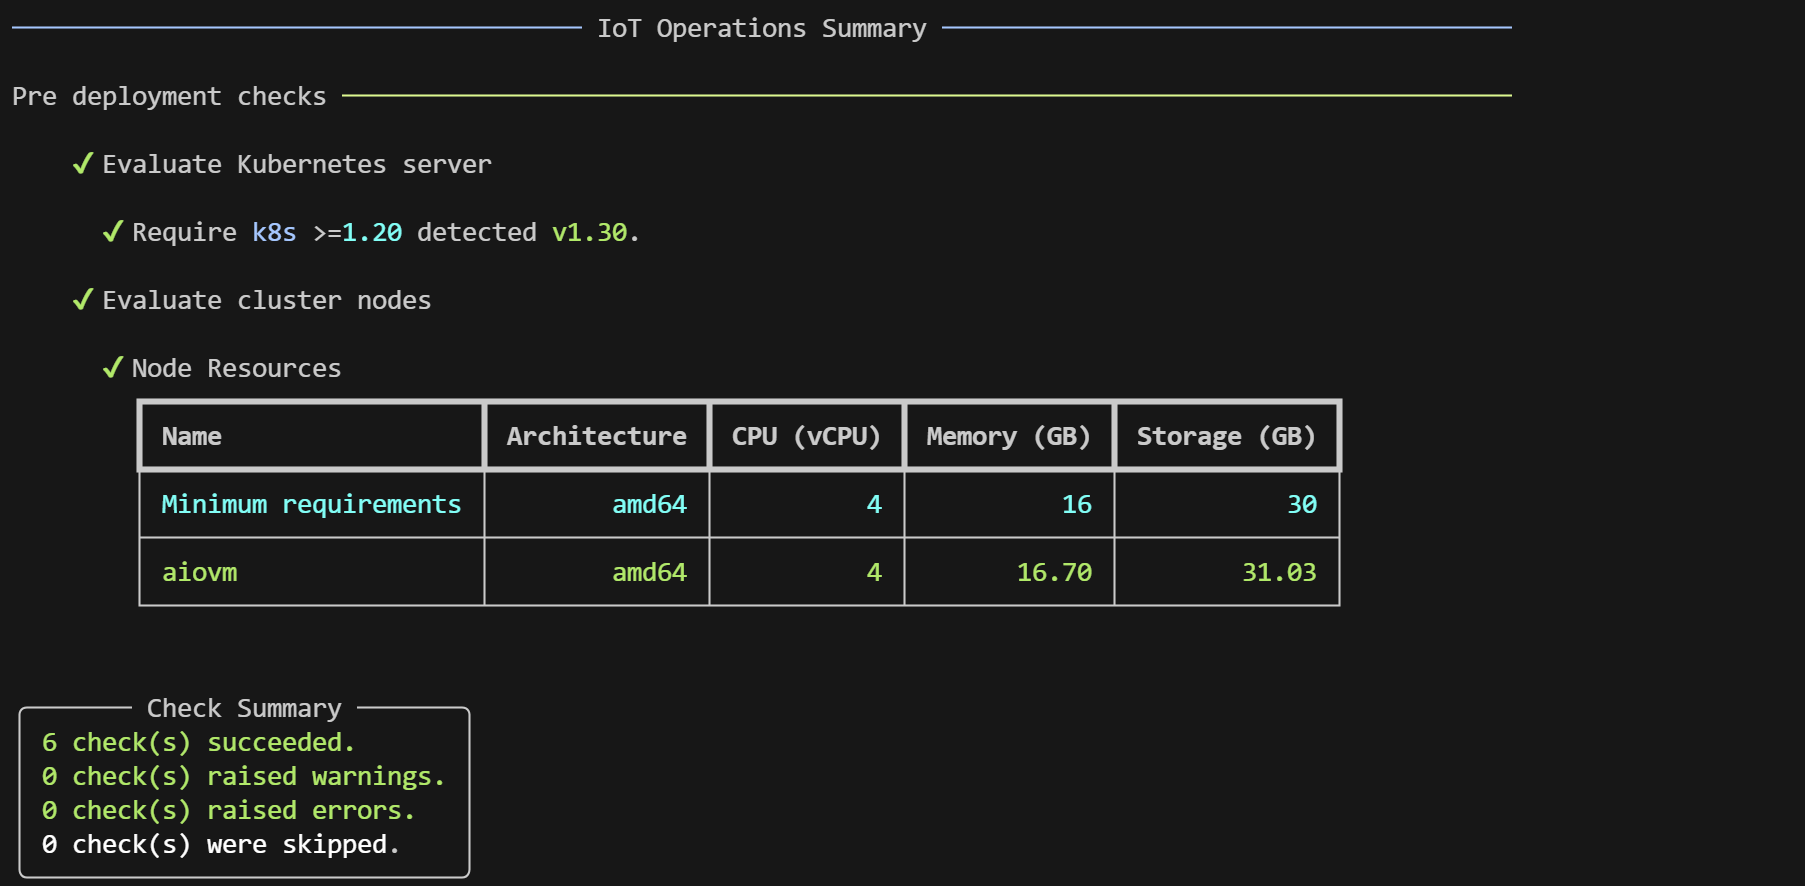 IoT Operations Summary
Pre deployment checks
✔ Evaluate Kubernetes server
✔ Require k8s >=1.20 detected v1.30.
✔ Evaluate cluster nodes
✔ Node Resources
Name Architecture CPU (vCPU) Memory (GB) Storage (GB)
Minimum requirements amd64 4 16 30
aiovm amd64 4 16.70 31.03
Check Summary
6 check(s) succeeded.
0 check(s) raised warnings.
0 check(s) raised errors.
0 check(s) were skipped.